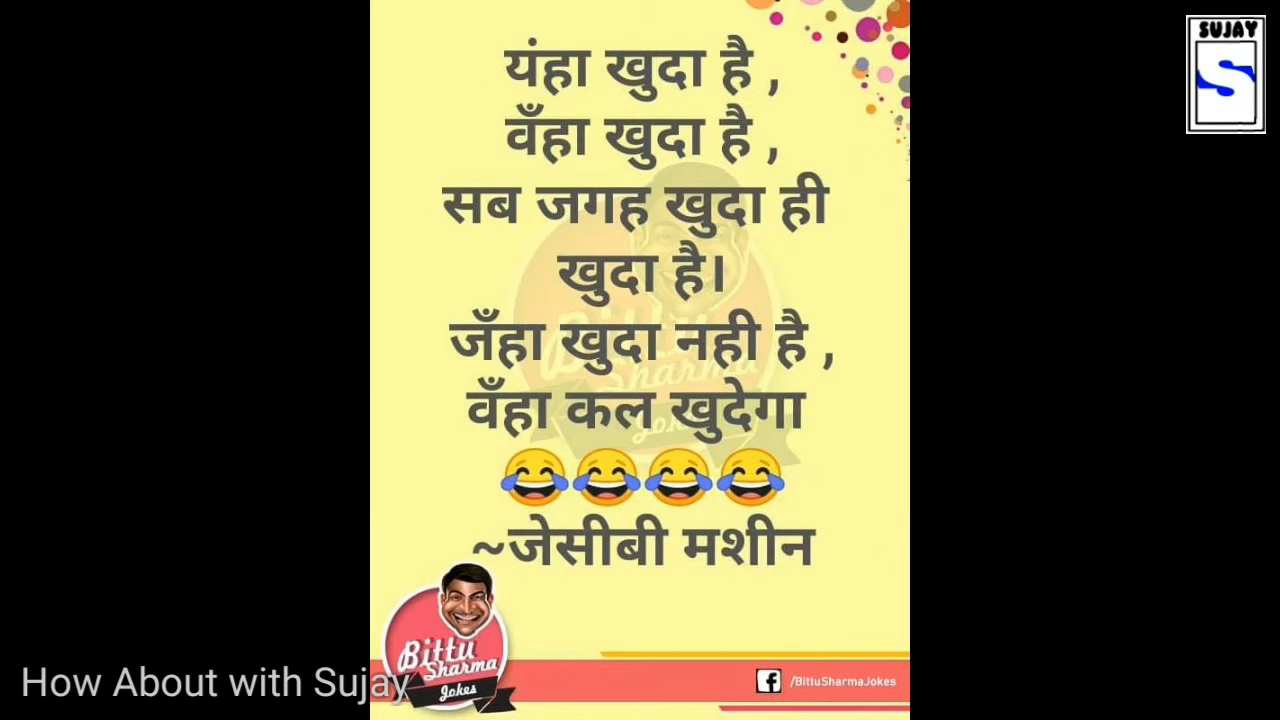 SUJAY
S
यंहा खुदा है ,
वँहा खुदा है ,
सब जगह खुदा ही
खुदा है।
जँहा खुदा नही है ,
वँहा कल खुदेगा
😂😂😂😂
~जेसीबी मशीन
Bittu
Sharma
Jokes
How About with Sujay
f /BittuSharmaJokes